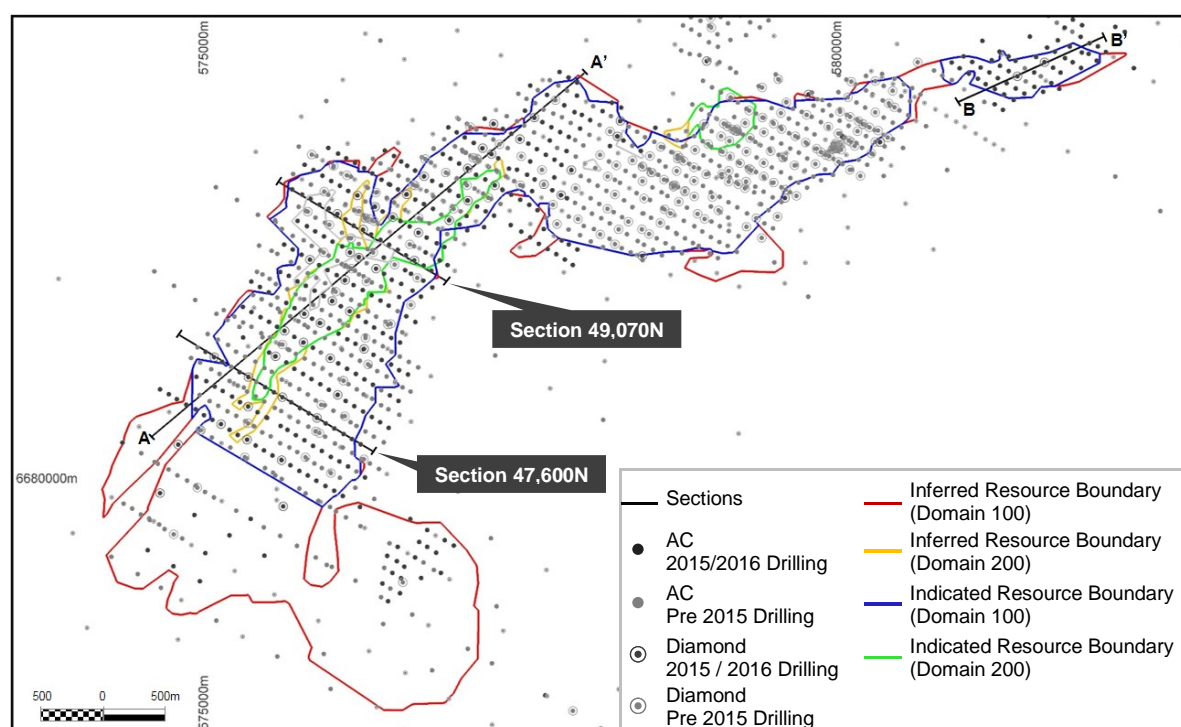 575000m
580000m
A'
B'
B
Section 49,070N
A
Section 47,600N
6680000m
Sections
AC
2015/2016 Drilling
AC
Pre 2015 Drilling
Diamond
2015 / 2016 Drilling
Diamond
Pre 2015 Drilling
Inferred Resource Boundary
(Domain 100)
Inferred Resource Boundary
(Domain 200)
Indicated Resource Boundary
(Domain 100)
Indicated Resource Boundary
(Domain 200)
575000m
500 0 500m